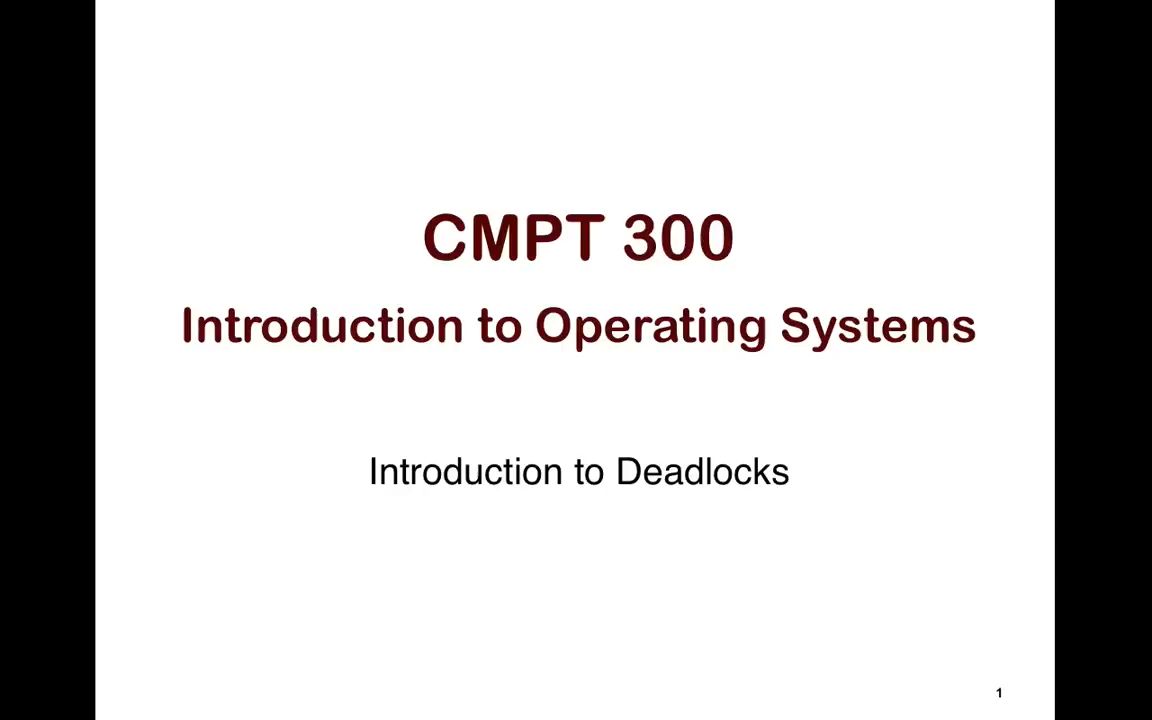 CMPT 300
Introduction to Operating Systems
Introduction to Deadlocks
1